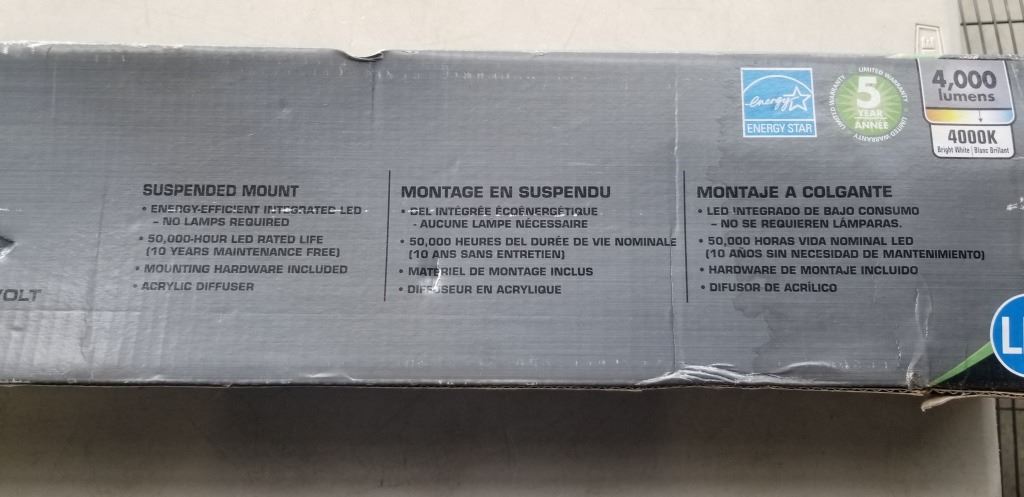 energy
ENERGY STAR
LIMITED WARRANTY
5
YEAR
ANNÉE
LIMITED WARRANTY
LIMITED WARRANTY
4,000
lumens
4000K
Bright White | Blanc Brillant
SUSPENDED MOUNT
• ENERGY-EFFICIENT INTEGRATED LED
– NO LAMPS REQUIRED
• 50,000-HOUR LED RATED LIFE
(10 YEARS MAINTENANCE FREE)
• MOUNTING HARDWARE INCLUDED
• ACRYLIC DIFFUSER
MONTAGE EN SUSPENDU
• DEL INTÉGRÉE ÉCOÉNERGÉTIQUE
- AUCUNE LAMPE NÉCESSAIRE
• 50,000 HEURES DEL DURÉE DE VIE NOMINALE
(10 ANS SANS ENTRETIEN)
• MATÉRIEL DE MONTAGE INCLUS
• DIFFUSEUR EN ACRYLIQUE
MONTAJE A COLGANTE
• LED INTEGRADO DE BAJO CONSUMO
– NO SE REQUIEREN LÁMPARAS.
• 50,000 HORAS VIDA NOMINAL LED
(10 AÑOS SIN NECESIDAD DE MANTENIMIENTO)
• HARDWARE DE MONTAJE INCLUIDO
• DIFUSOR DE ACRÍLICO
VOLT
L